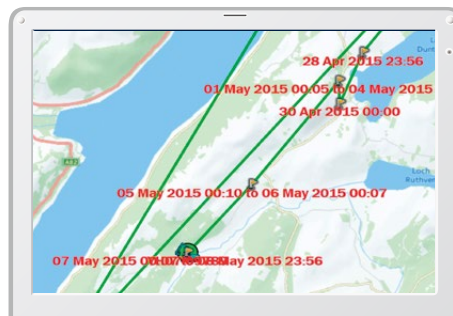 L
Dunt
28 Apr 2015 23:56
01 May 2015 00:05 to 04 May 2015
30 Apr 2015 00:00
A82
Loch
Ruthven
05 May 2015 00:10 to 06 May 2015 00:07
07 May 2015
May 2015 23:56